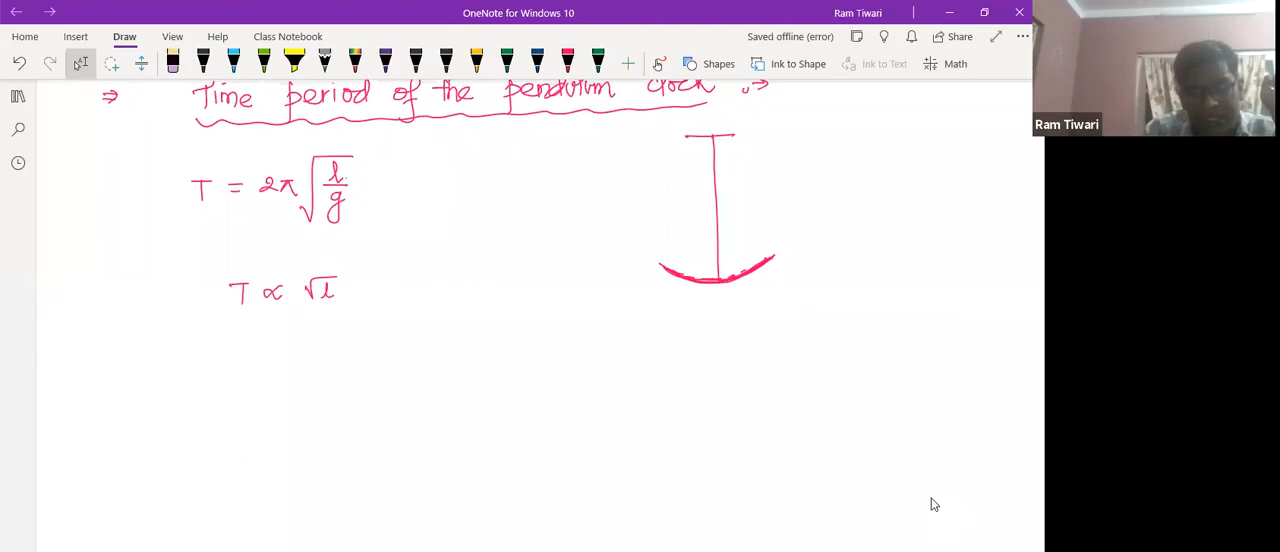 OneNote for Windows 10
Ram Tiwari
Home Insert Draw View Help Class Notebook
Saved offline (error) Share
Shapes Ink to Shape Ink to Text Math
Ram Tiwari
⇒ Time period of the pendulum clock :→
T = 2π √(l/g)
T ∝ √l